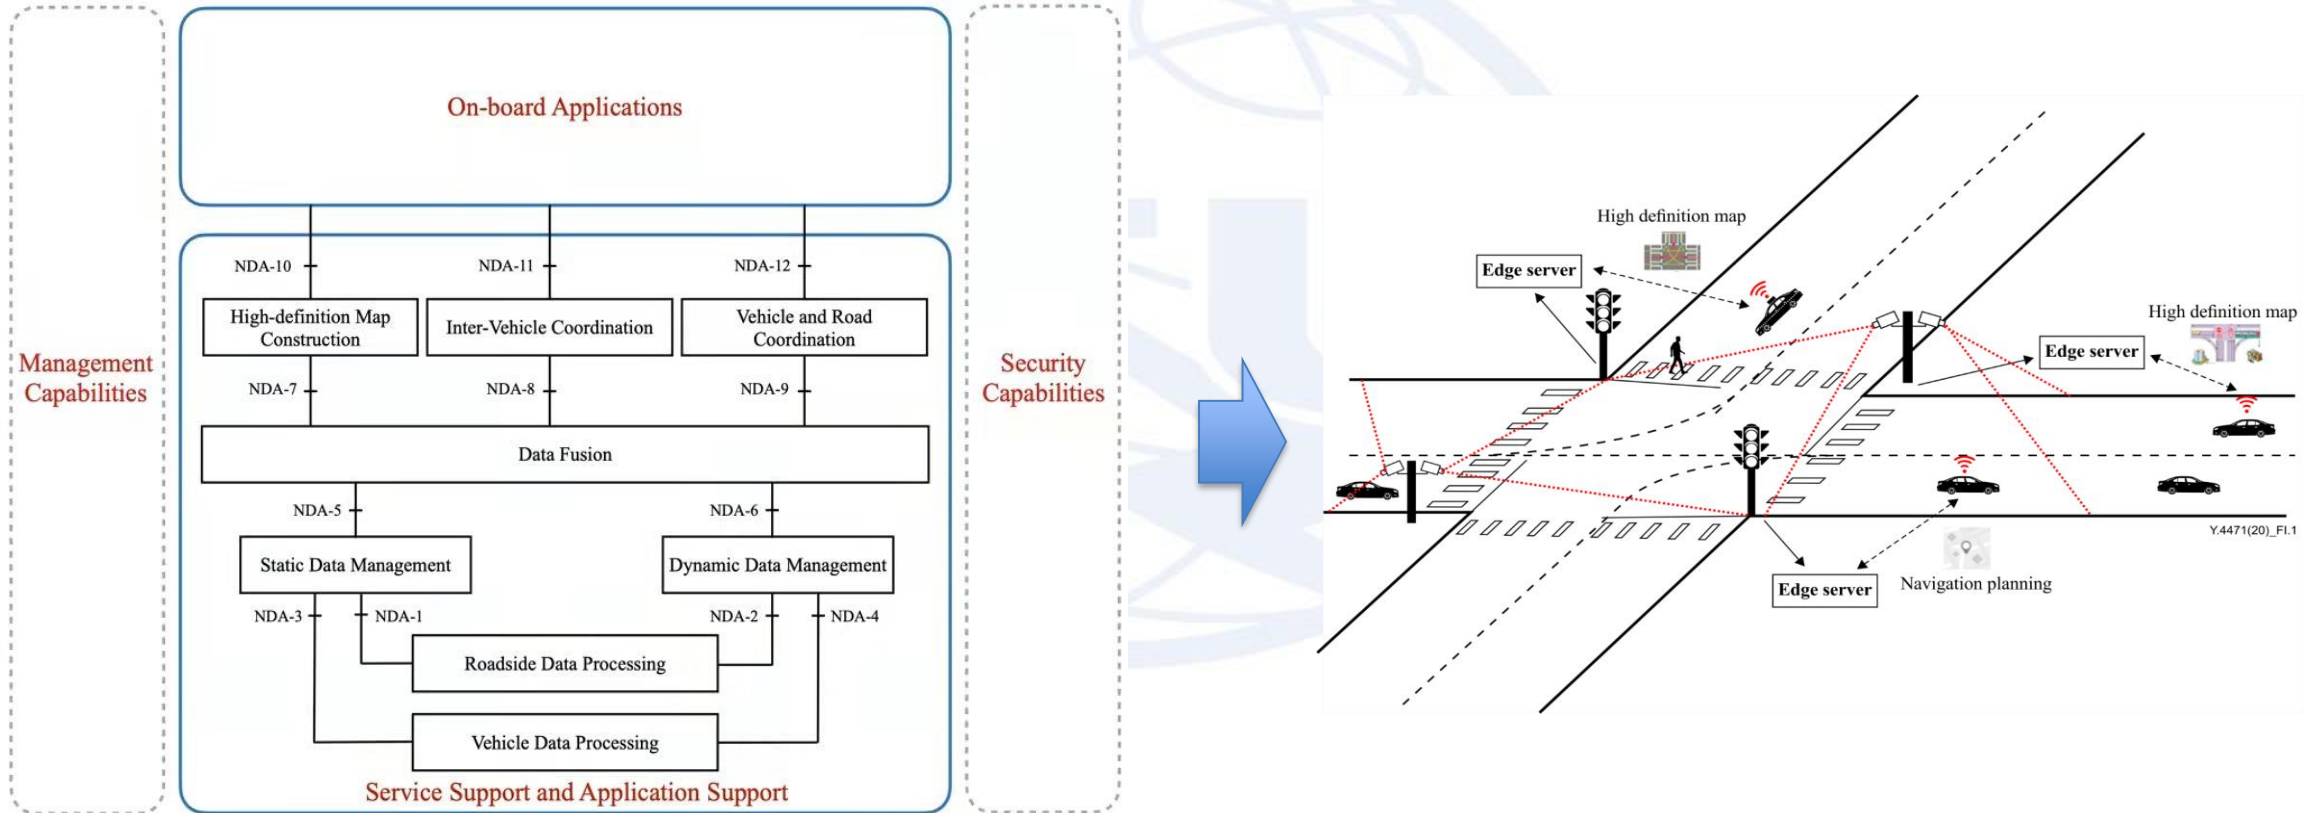 On-board Applications
NDA-10
NDA-11
NDA-12
High-definition Map
Construction
Inter-Vehicle Coordination
Vehicle and Road
Coordination
Management
Capabilities
Security
Capabilities
NDA-7
NDA-8
NDA-9
Data Fusion
NDA-5
NDA-6
Static Data Management
Dynamic Data Management
NDA-3
NDA-1
NDA-2
NDA-4
Roadside Data Processing
Vehicle Data Processing
Service Support and Application Support
High definition map
Edge server
High definition map
Edge server
Y.4471(20)_FI.1
Edge server
Navigation planning